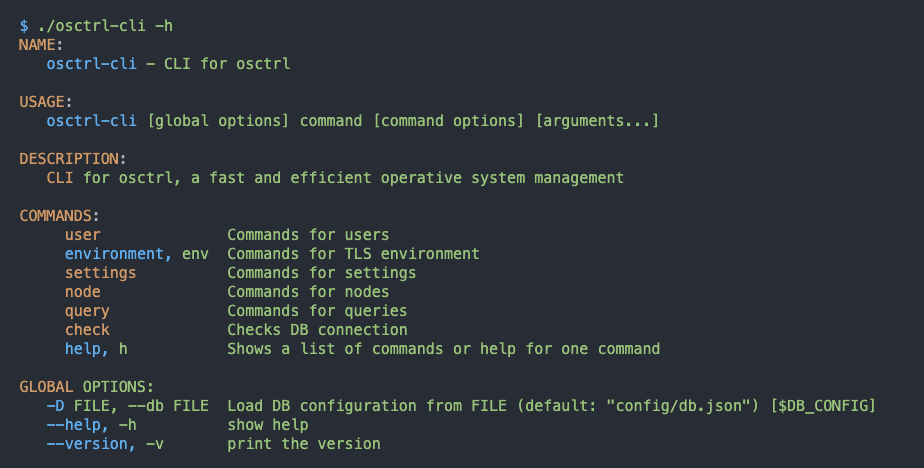 $ ./osctrl-cli -h
NAME:
   osctrl-cli – CLI for osctrl

USAGE:
   osctrl-cli [global options] command [command options] [arguments...]

DESCRIPTION:
   CLI for osctrl, a fast and efficient operative system management

COMMANDS:
     user              Commands for users
     environment, env  Commands for TLS environment
     settings          Commands for settings
     node              Commands for nodes
     query             Commands for queries
     check             Checks DB connection
     help, h           Shows a list of commands or help for one command

GLOBAL OPTIONS:
   -D FILE, --db FILE  Load DB configuration from FILE (default: "config/db.json") [$DB_CONFIG]
   --help, -h          show help
   --version, -v       print the version